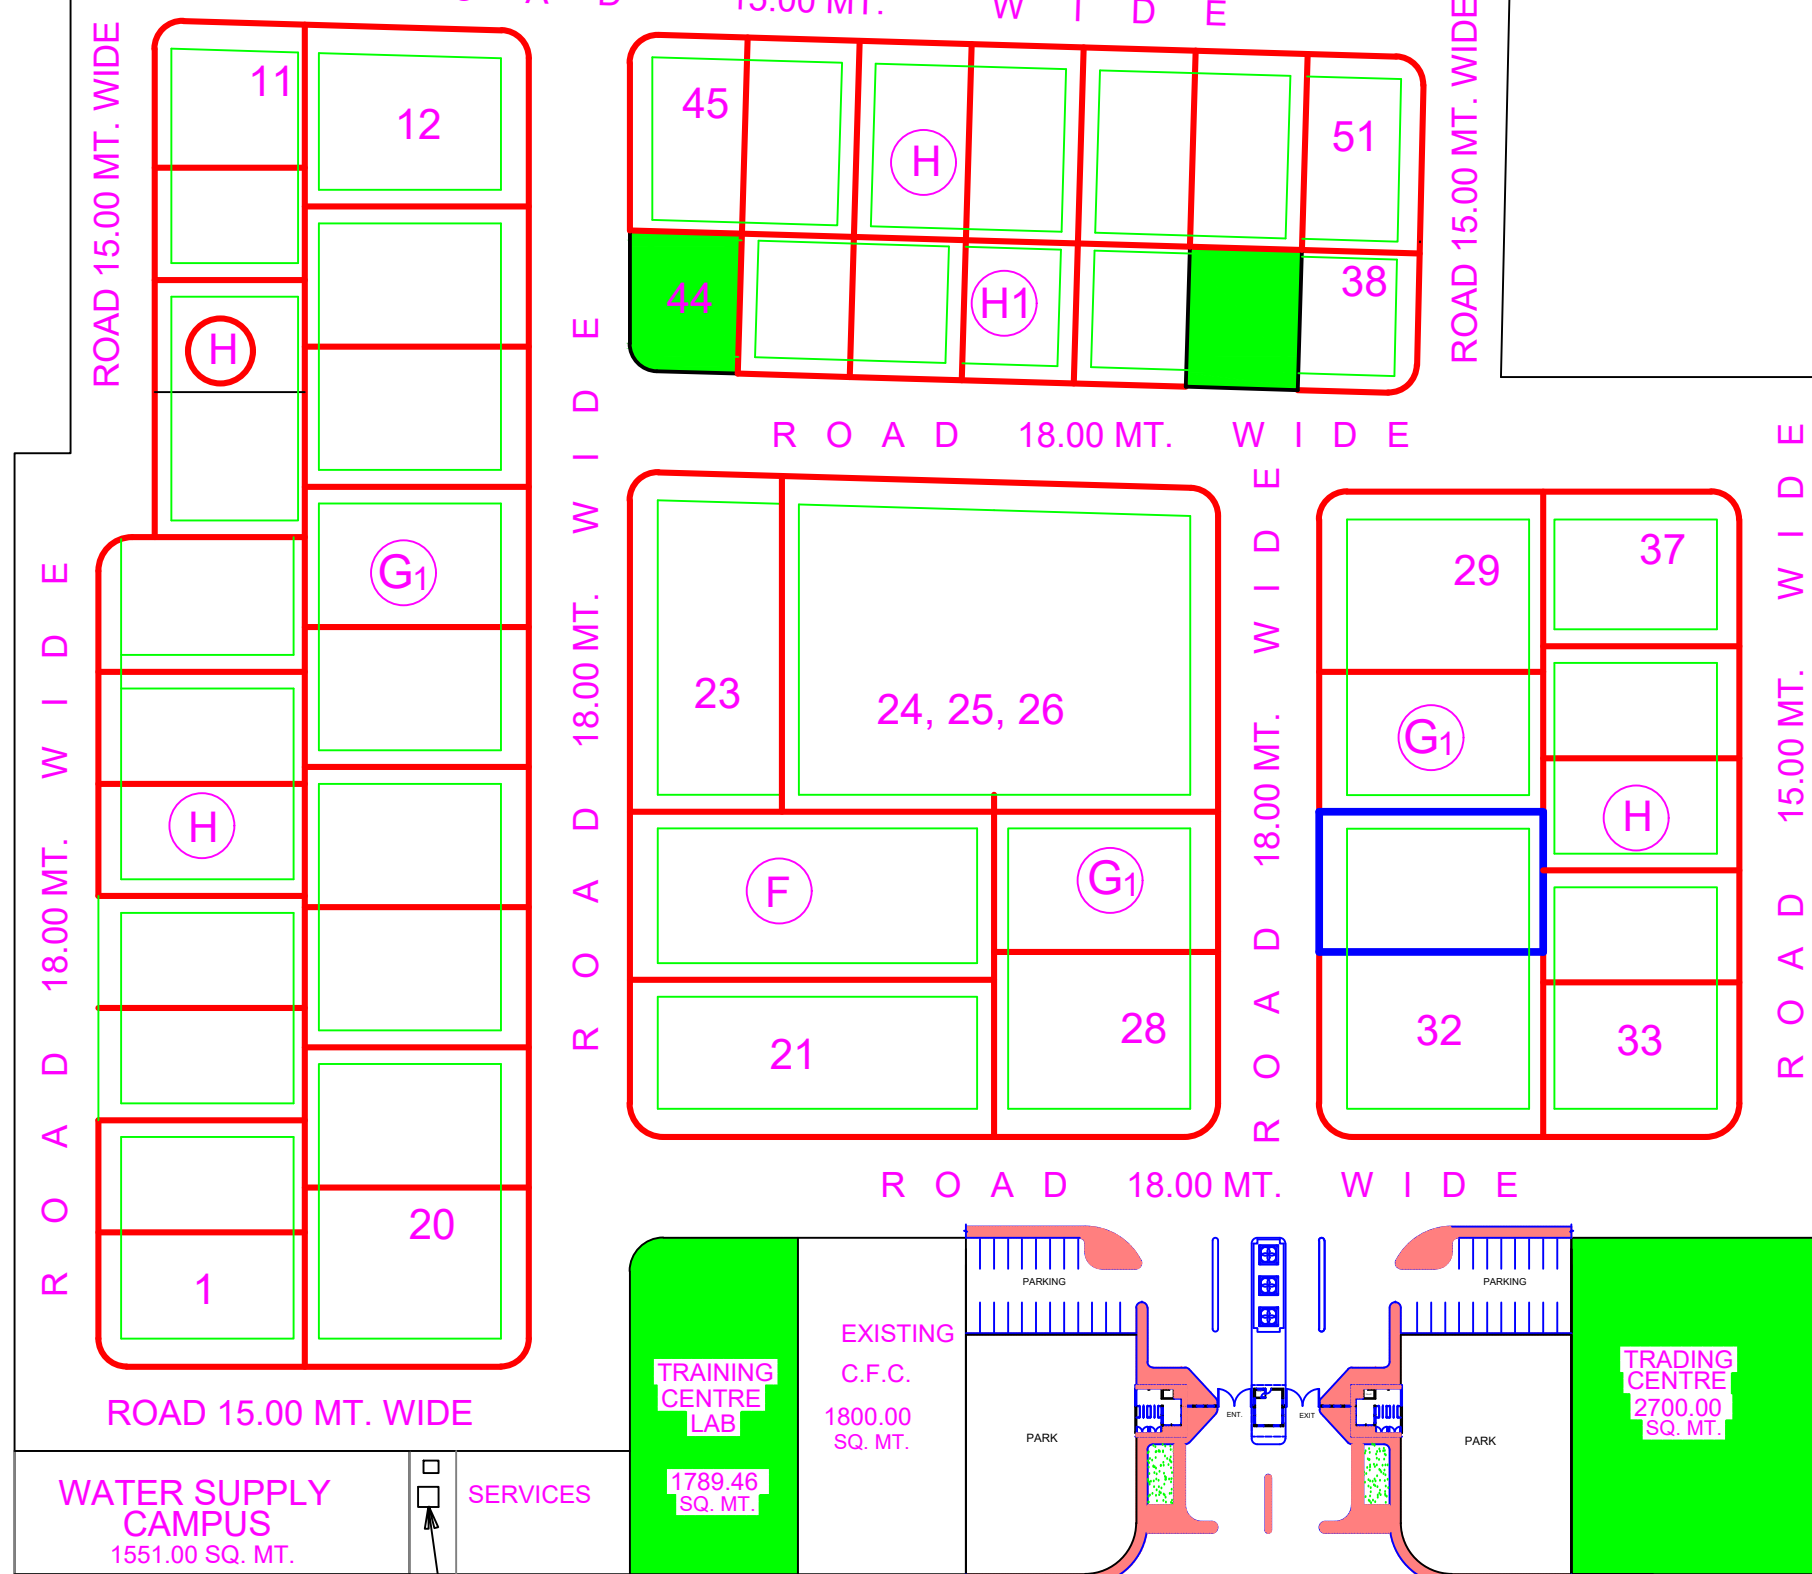 15.00 MT. W I D E
ROAD 15.00 MT. WIDE
11
12
H
G1
H
1
20
ROAD 18.00 MT. WIDE
ROAD 15.00 MT. WIDE
ROAD 18.00 MT. WIDE
45
H
51
44
H1
38
ROAD 15.00 MT. WIDE
ROAD 18.00 MT. WIDE
23
24, 25, 26
F
G1
21
28
ROAD 18.00 MT. WIDE
29
37
G1
H
32
33
ROAD 15.00 MT. WIDE
ROAD 18.00 MT. WIDE
WATER SUPPLY
CAMPUS
1551.00 SQ. MT.
SERVICES
TRAINING
CENTRE
LAB
1789.46
SQ. MT.
EXISTING
C.F.C.
1800.00
SQ. MT.
PARKING
PARK
ENT.
EXIT
PARKING
PARK
TRADING
CENTRE
2700.00
SQ. MT.